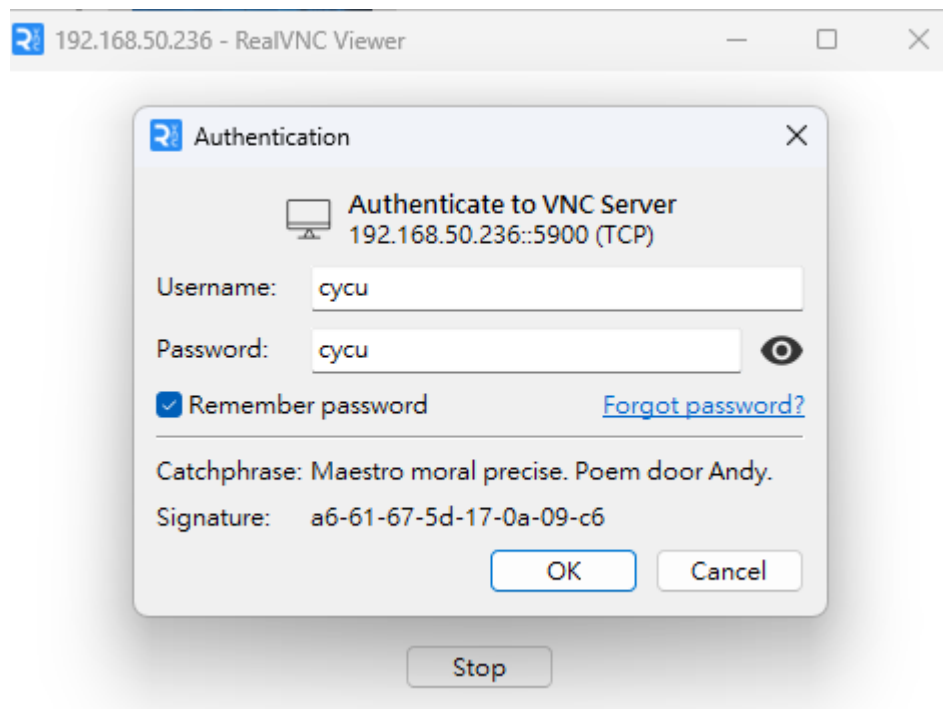 192.168.50.236 - RealVNC Viewer
Authentication
Authenticate to VNC Server
192.168.50.236::5900 (TCP)
Username: cycu
Password: cycu
Remember password Forgot password?
Catchphrase: Maestro moral precise. Poem door Andy.
Signature: a6-61-67-5d-17-0a-09-c6
OK Cancel
Stop